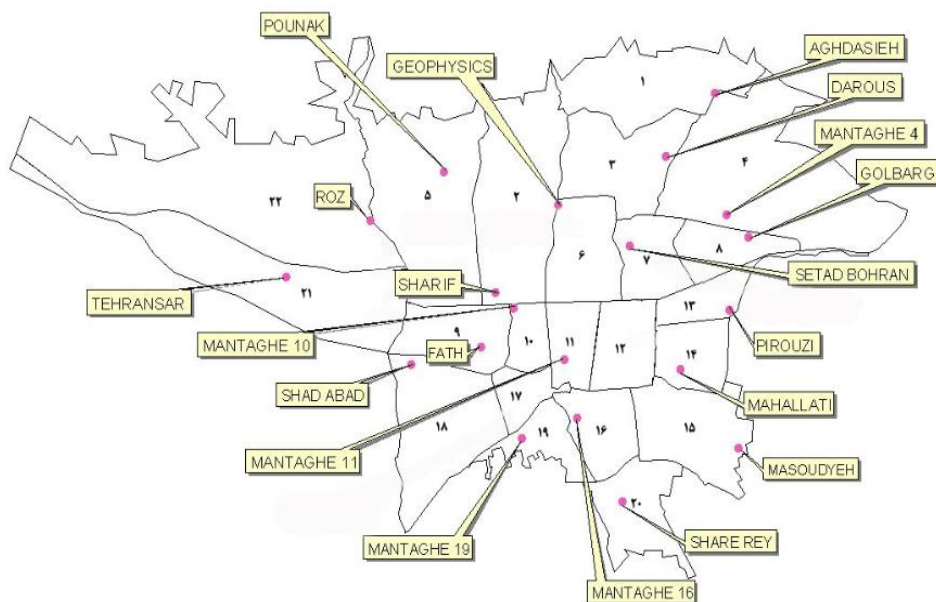 POUNAK
GEOPHYSICS
AGHDASIEH
DAROUS
MANTAGHE 4
GOLBARG
ROZ
SETAD BOHRAN
TEHRANSAR
SHARIF
MANTAGHE 10
FATH
PIROUZI
SHAD ABAD
MAHALLATI
MANTAGHE 11
MASOUDYEH
MANTAGHE 19
SHARE REY
MANTAGHE 16
۱
۲
۳
۴
۵
۶
۷
۸
۹
۱۰
۱۱
۱۲
۱۳
۱۴
۱۵
۱۶
۱۷
۱۸
۱۹
۲۰
۲۱
۲۲